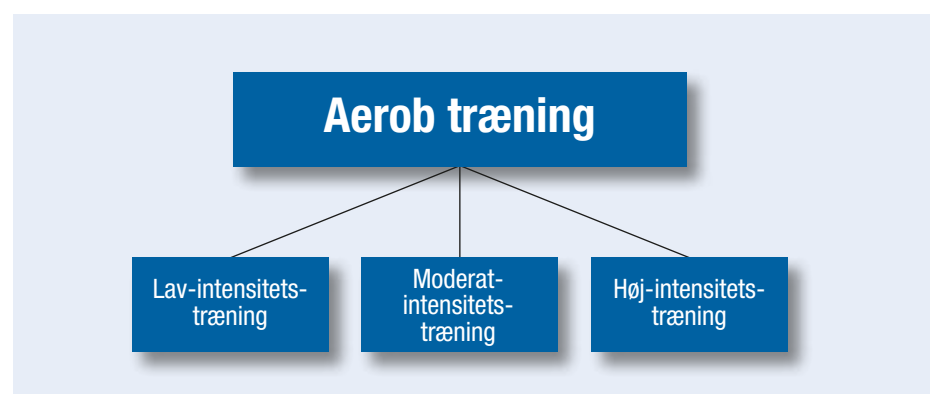 Aerob træning
Lav-intensitets-
træning
Moderat-
intensitets-
træning
Høj-intensitets-
træning